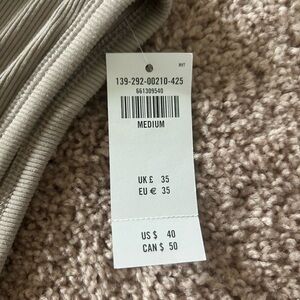 139-292-00210-425
661309540
MEDIUM
UK £ 35
EU € 35
US $ 40
CAN $ 50